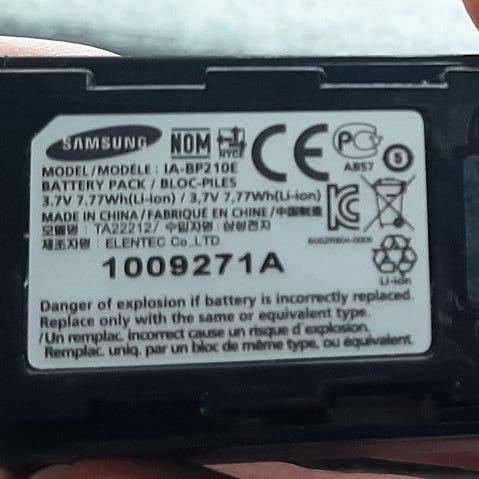 SAMSUNG NOM NYCE CE PG AB57 S
MODEL/MODÈLE: IA-BP210E
BATTERY PACK / BLOC-PILES
3.7V 7.77Wh(Li-ion) / 3,7V 7,77Wh(Li-ion)
MADE IN CHINA/FABRIQUÉ EN CHINE/中国制造
모델명: TA22212/ 수입자명: 삼성전자
제조자명: ELENTEC Co.,LTD.
Li-ion
1009271A
Danger of explosion if battery is incorrectly replaced.
Replace only with the same or equivalent type.
/Un remplac. incorrect cause un risque d'explosion.
Remplac. uniq. par un bloc de même type, ou équivalent.